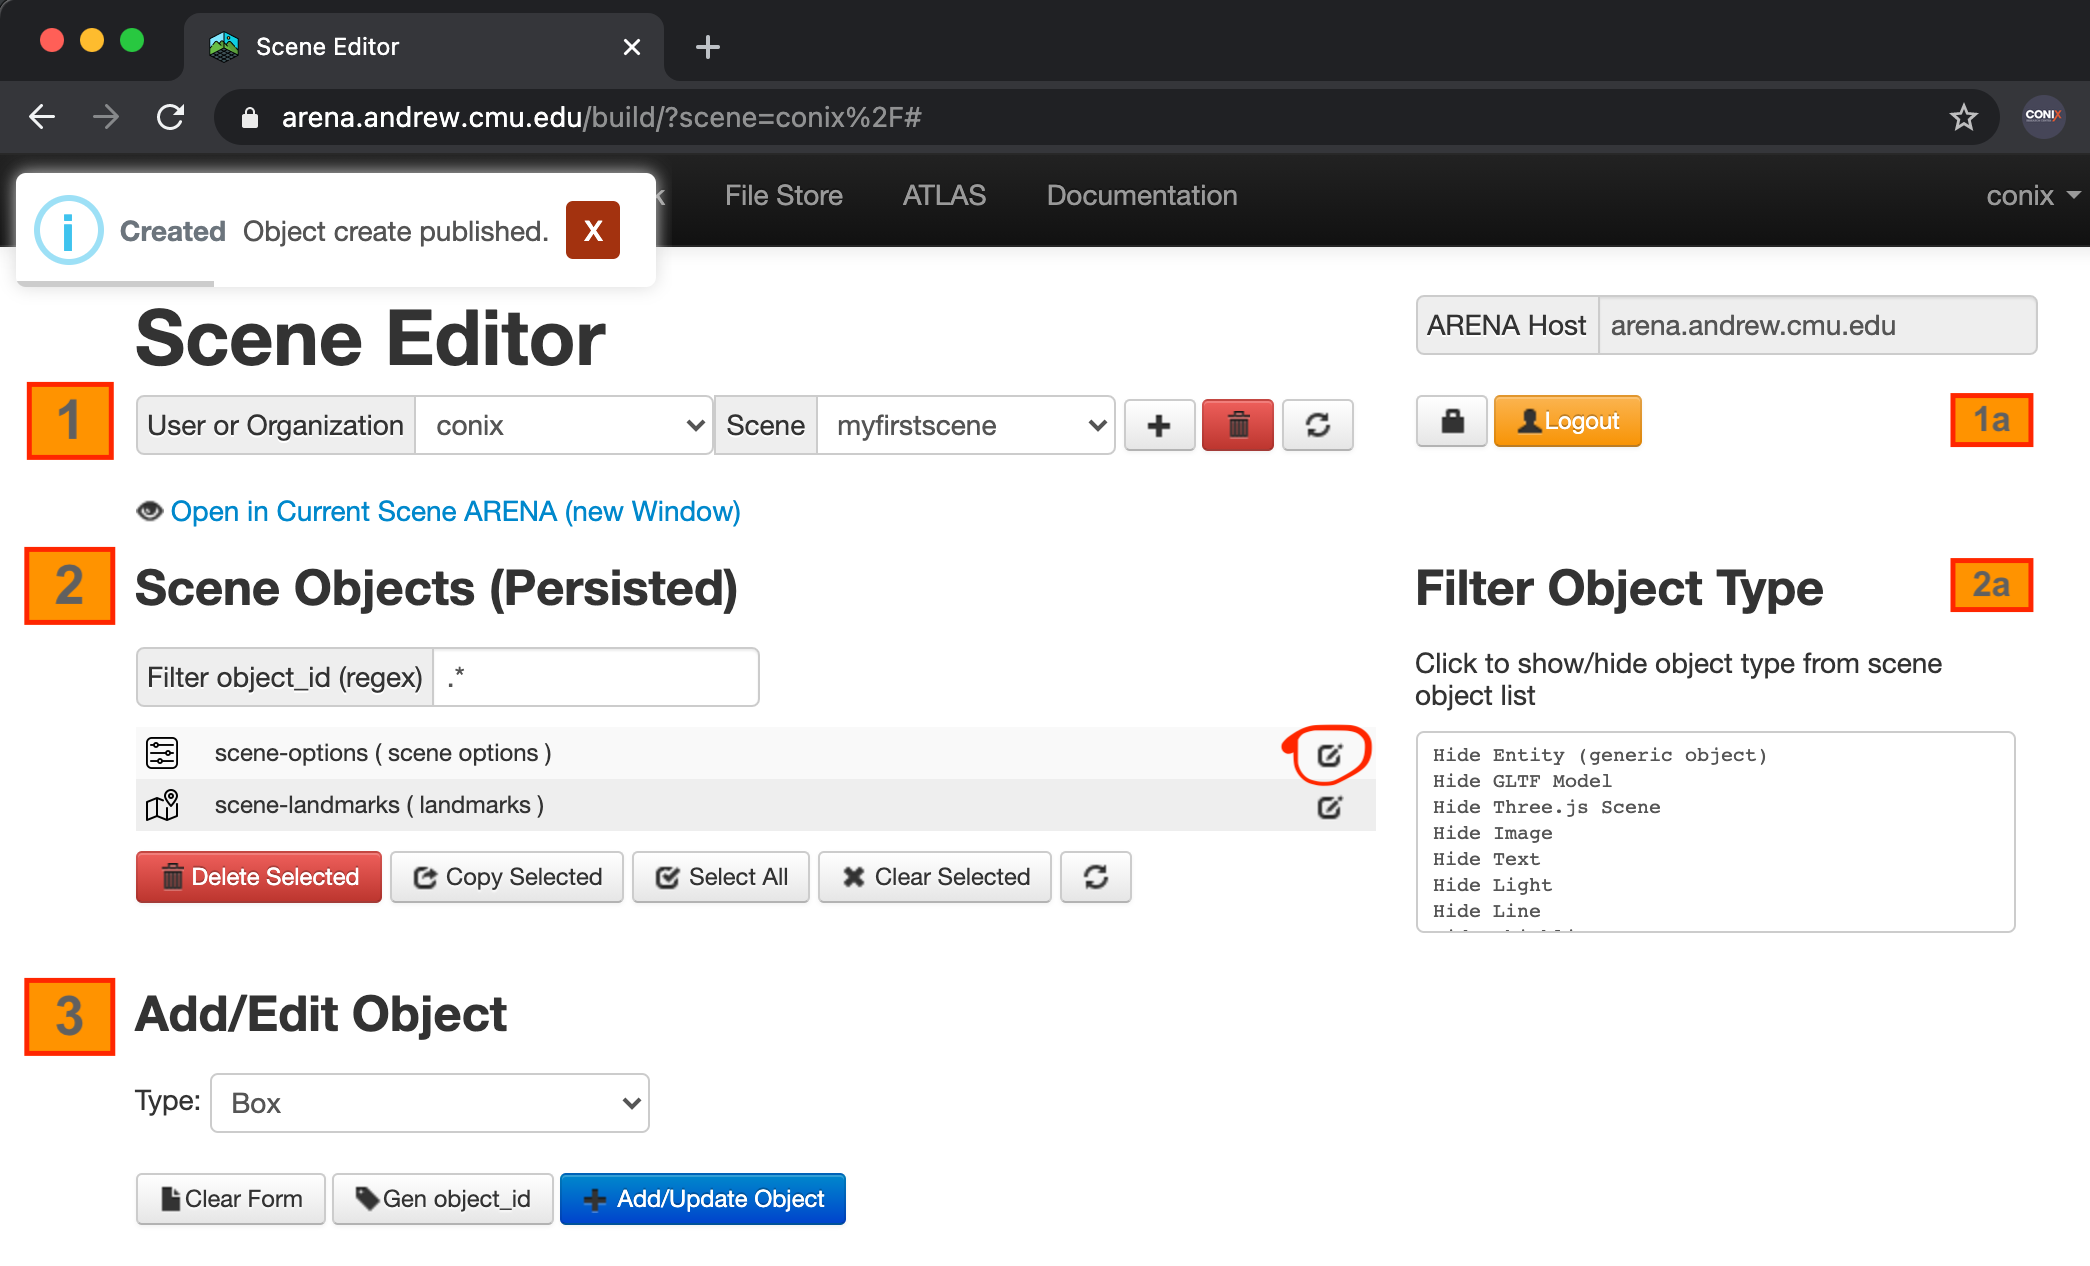 Scene Editor
arena.andrew.cmu.edu/build/?scene=conix%2F#
CONIX
File Store ATLAS Documentation conix
Created Object create published. X
Scene Editor
ARENA Host arena.andrew.cmu.edu
1 User or Organization conix Scene myfirstscene Logout 1a
Open in Current Scene ARENA (new Window)
2 Scene Objects (Persisted)
Filter Object Type 2a
Filter object_id (regex) .*
Click to show/hide object type from scene
object list
scene-options ( scene options )
scene-landmarks ( landmarks )
Hide Entity (generic object)
Hide GLTF Model
Hide Three.js Scene
Hide Image
Hide Text
Hide Light
Hide Line
Delete Selected Copy Selected Select All Clear Selected
3 Add/Edit Object
Type: Box
Clear Form Gen object_id Add/Update Object